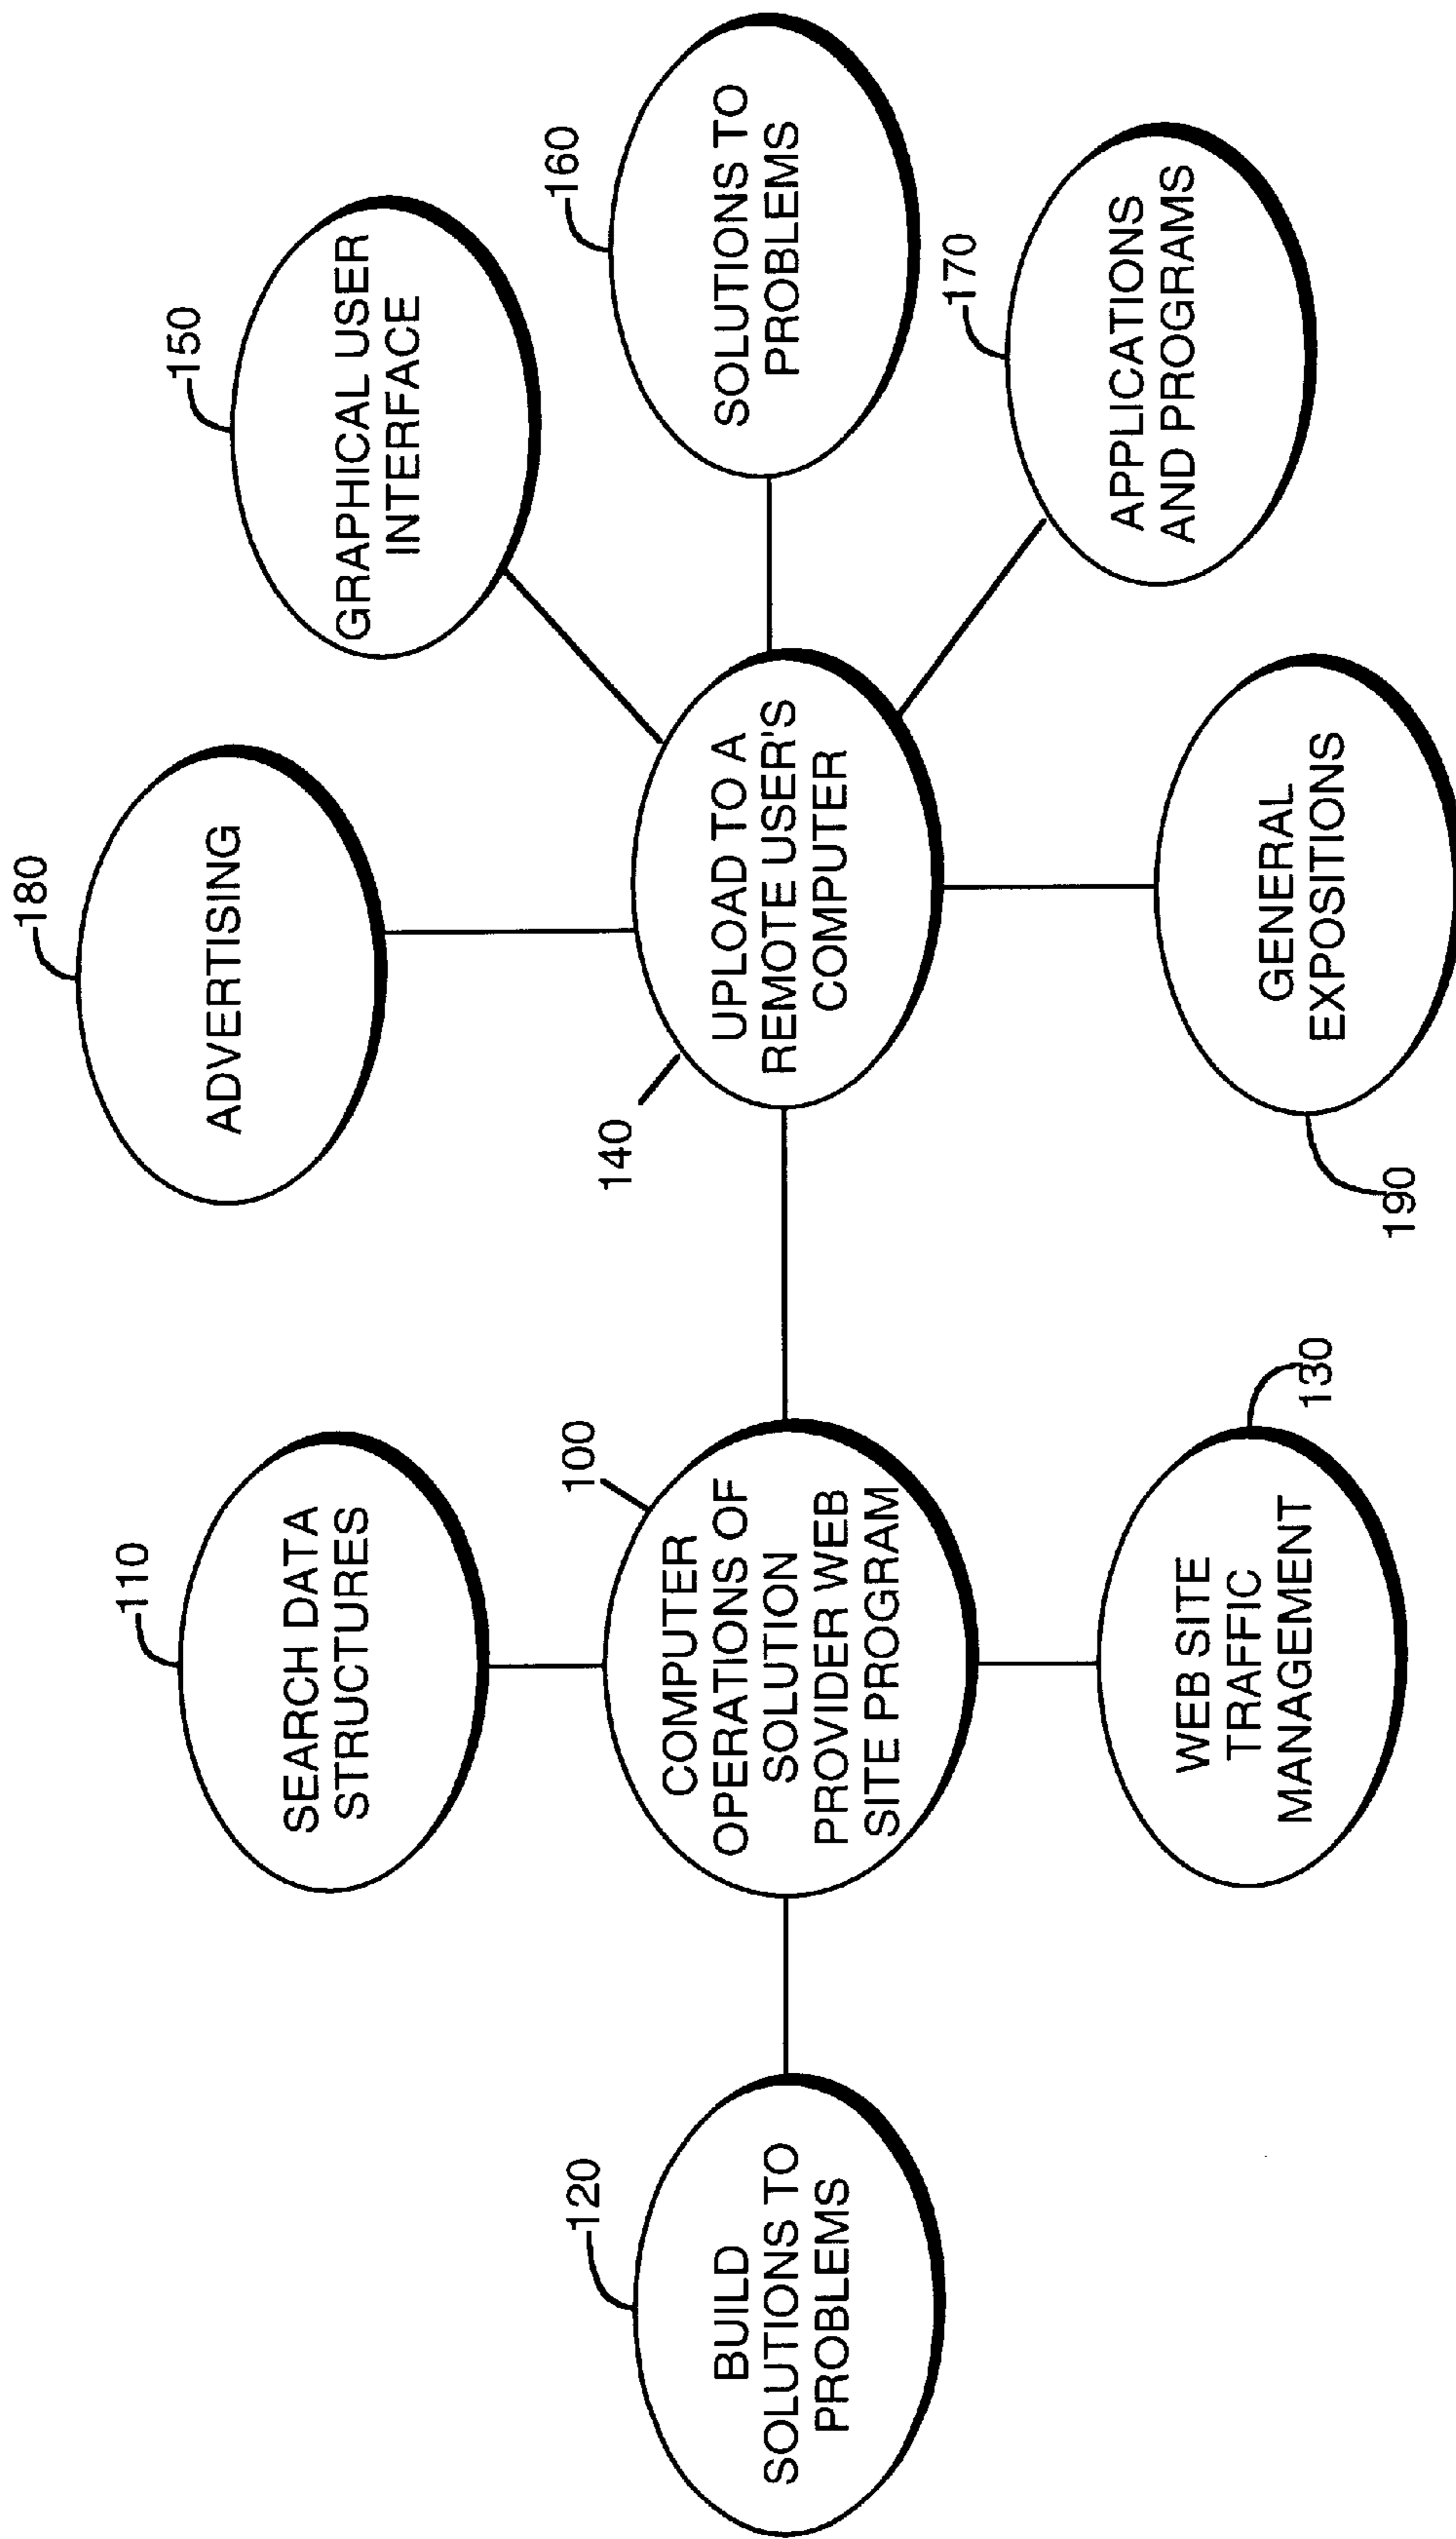 180
ADVERTISING
150
GRAPHICAL USER
INTERFACE
110
SEARCH DATA
STRUCTURES
160
SOLUTIONS TO
PROBLEMS
120
BUILD
SOLUTIONS TO
PROBLEMS
100
COMPUTER
OPERATIONS OF
SOLUTION
PROVIDER WEB
SITE PROGRAM
140
UPLOAD TO A
REMOTE USER'S
COMPUTER
170
APPLICATIONS
AND PROGRAMS
WEB SITE
TRAFFIC
MANAGEMENT
130
GENERAL
EXPOSITIONS
190